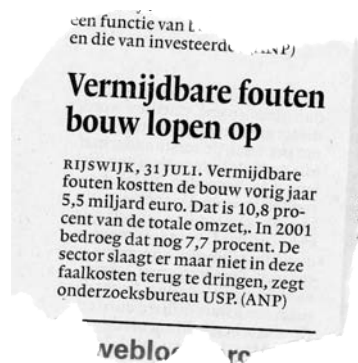 een functie van
en die van investeerd (ANP)
Vermijdbare fouten
bouw lopen op
RIJSWIJK, 31 JULI. Vermijdbare
fouten kostten de bouw vorig jaar
5,5 miljard euro. Dat is 10,8 pro-
cent van de totale omzet,. In 2001
bedroeg dat nog 7,7 procent. De
sector slaagt er maar niet in deze
faalkosten terug te dringen, zegt
onderzoeksbureau USP. (ANP)